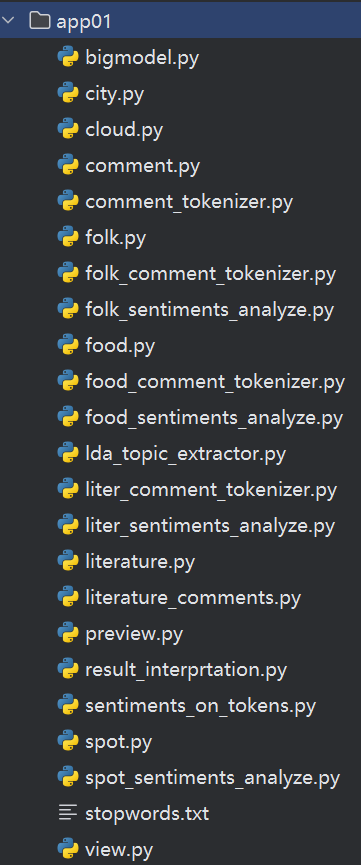 app01
bigmodel.py
city.py
cloud.py
comment.py
comment_tokenizer.py
folk.py
folk_comment_tokenizer.py
folk_sentiments_analyze.py
food.py
food_comment_tokenizer.py
food_sentiments_analyze.py
lda_topic_extractor.py
liter_comment_tokenizer.py
liter_sentiments_analyze.py
literature.py
literature_comments.py
preview.py
result_interprtation.py
sentiments_on_tokens.py
spot.py
spot_sentiments_analyze.py
stopwords.txt
view.py